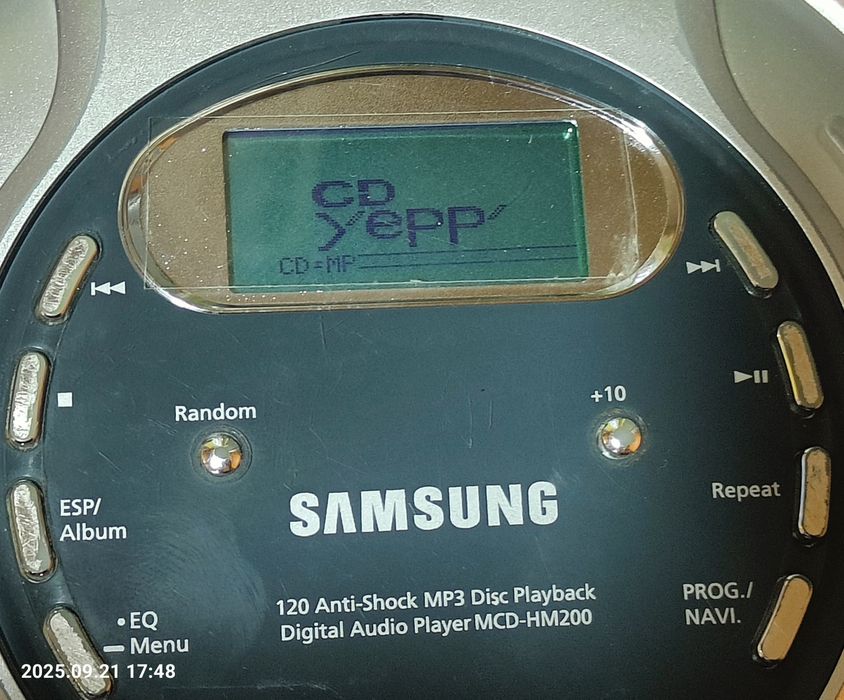 CD
yepp'
CD=MP
Random
+10
ESP/
Album
SAMSUNG
Repeat
120 Anti-Shock MP3 Disc Playback
Digital Audio Player MCD-HM200
PROG./
NAVI.
• EQ
— Menu
2025.09.21 17:48